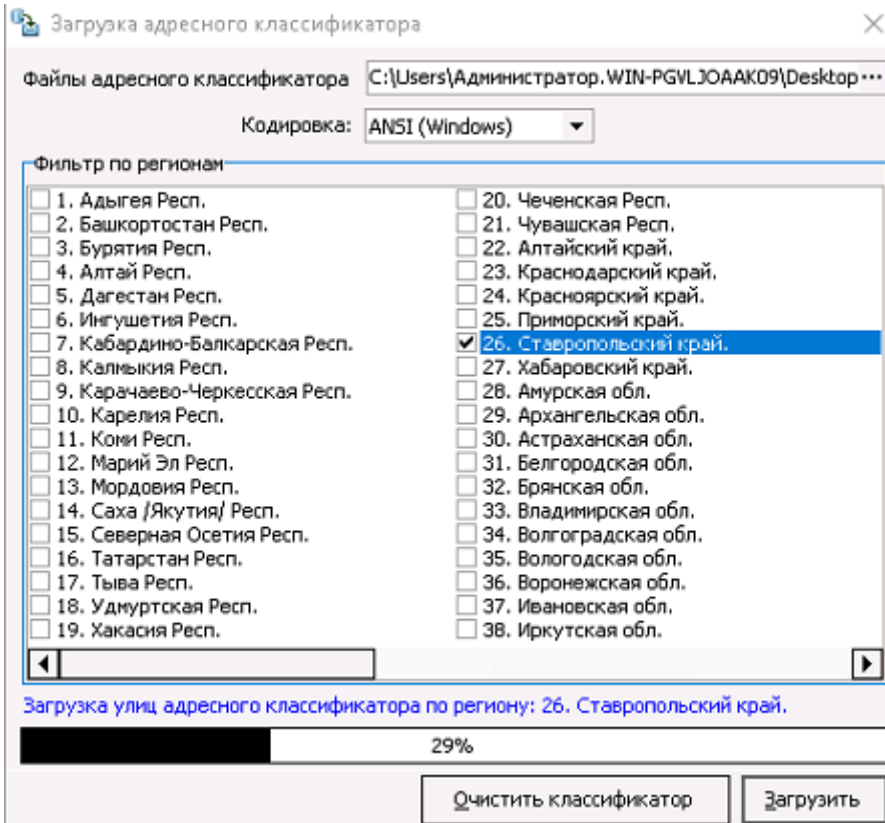 Загрузка адресного классификатора
Файлы адресного классификатора C:\Users\Администратор.WIN-PGVLJOAAK09\Desktop ...
Кодировка: ANSI (Windows)
Фильтр по регионам
1. Адыгея Респ.
2. Башкортостан Респ.
3. Бурятия Респ.
4. Алтай Респ.
5. Дагестан Респ.
6. Ингушетия Респ.
7. Кабардино-Балкарская Респ.
8. Калмыкия Респ.
9. Карачаево-Черкесская Респ.
10. Карелия Респ.
11. Коми Респ.
12. Марий Эл Респ.
13. Мордовия Респ.
14. Саха /Якутия/ Респ.
15. Северная Осетия Респ.
16. Татарстан Респ.
17. Тыва Респ.
18. Удмуртская Респ.
19. Хакасия Респ.
20. Чеченская Респ.
21. Чувашская Респ.
22. Алтайский край.
23. Краснодарский край.
24. Красноярский край.
25. Приморский край.
26. Ставропольский край.
27. Хабаровский край.
28. Амурская обл.
29. Архангельская обл.
30. Астраханская обл.
31. Белгородская обл.
32. Брянская обл.
33. Владимирская обл.
34. Волгоградская обл.
35. Вологодская обл.
36. Воронежская обл.
37. Ивановская обл.
38. Иркутская обл.
Загрузка улиц адресного классификатора по региону: 26. Ставропольский край.
29%
Очистить классификатор Загрузить